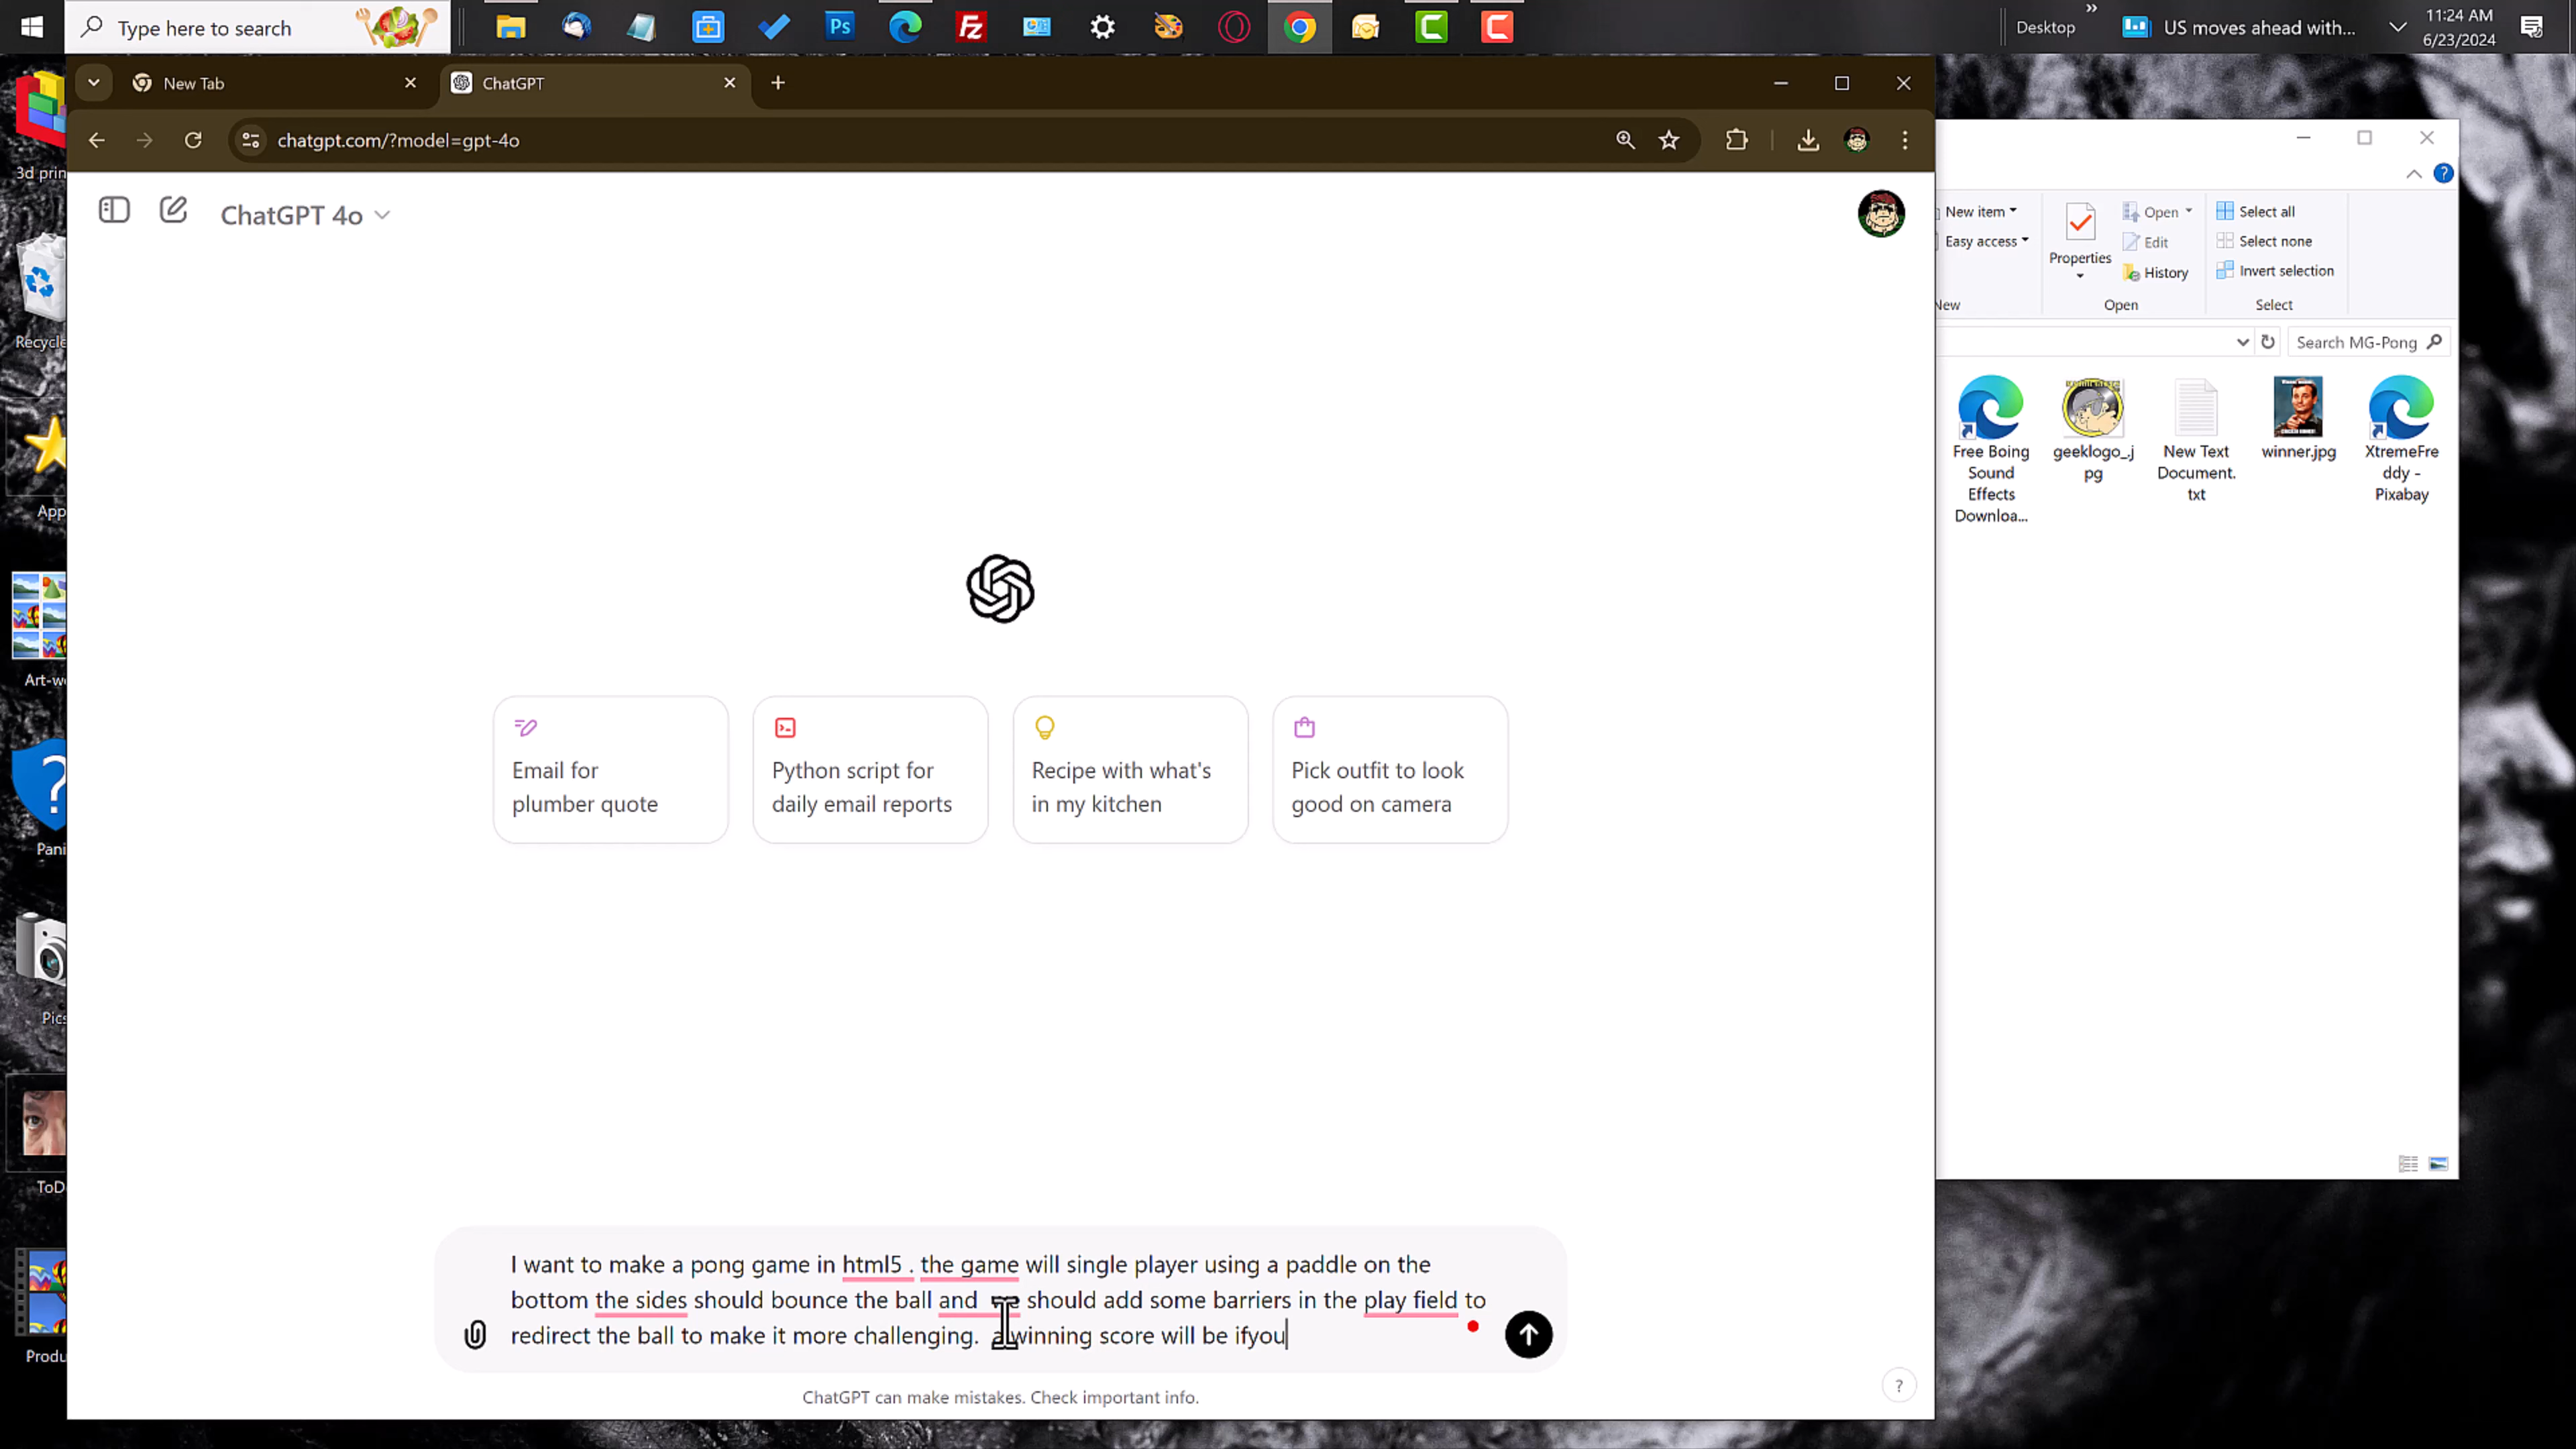 Type here to search
Desktop
»
US moves ahead with...
11:24 AM
6/23/2024
New Tab
ChatGPT
chatgpt.com/?model=gpt-4o
ChatGPT 4o
3d prin
Recycle
App
Art-w
Pani
Pics
ToD
Produ
New item
Easy access
New
Properties
Open
Edit
History
Open
Select all
Select none
Invert selection
Select
Search MG-Pong
Free Boing
Sound
Effects
Downloa...
geeklogo_.j
pg
New Text
Document.
txt
winner.jpg
XtremeFre
ddy -
Pixabay
Email for
plumber quote
Python script for
daily email reports
Recipe with what's
in my kitchen
Pick outfit to look
good on camera
I want to make a pong game in html5 . the game will single player using a paddle on the
bottom the sides should bounce the ball and should add some barriers in the play field to
redirect the ball to make it more challenging. a winning score will be ifyou
ChatGPT can make mistakes. Check important info.
?